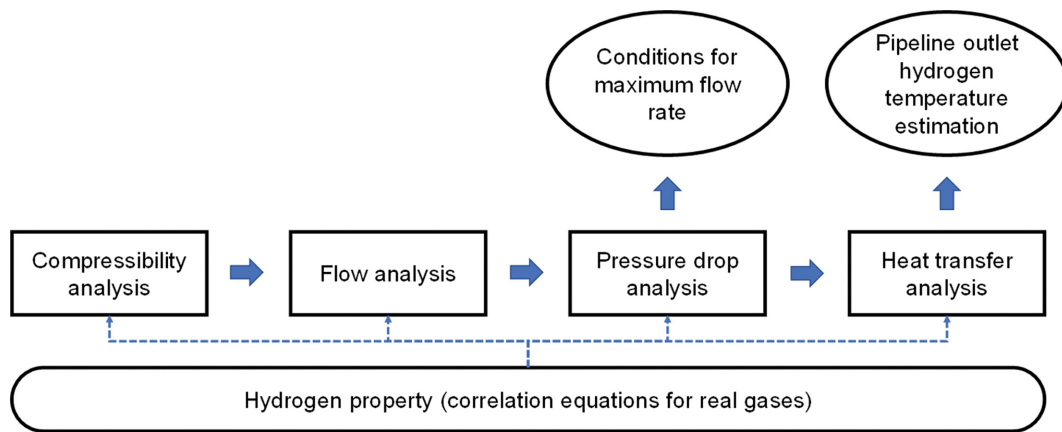 Conditions for
maximum flow
rate
Pipeline outlet
hydrogen
temperature
estimation
Compressibility
analysis
Flow analysis
Pressure drop
analysis
Heat transfer
analysis
Hydrogen property (correlation equations for real gases)